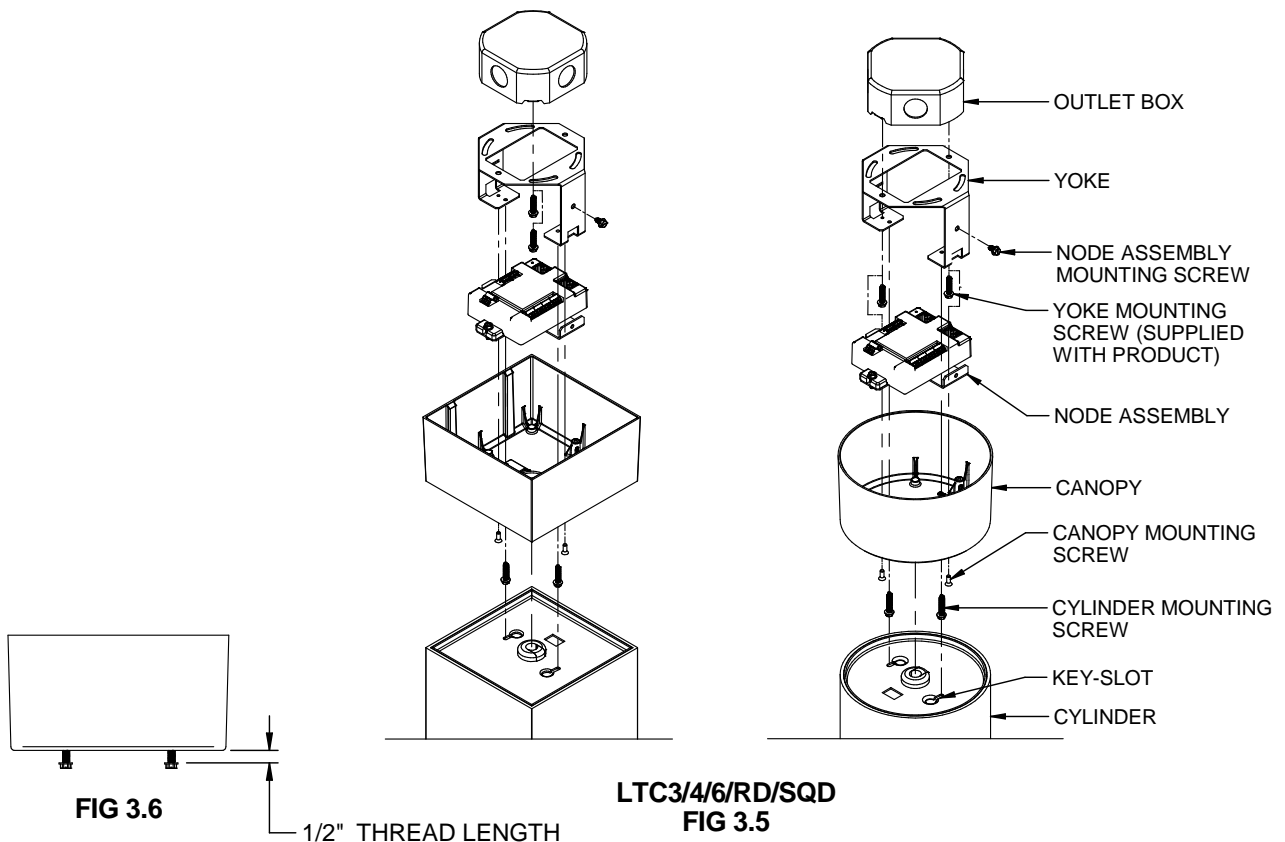 OUTLET BOX
YOKE
NODE ASSEMBLY
MOUNTING SCREW
YOKE MOUNTING
SCREW (SUPPLIED
WITH PRODUCT)
NODE ASSEMBLY
CANOPY
CANOPY MOUNTING
SCREW
CYLINDER MOUNTING
SCREW
KEY-SLOT
CYLINDER
FIG 3.6
1/2" THREAD LENGTH
LTC3/4/6/RD/SQD
FIG 3.5